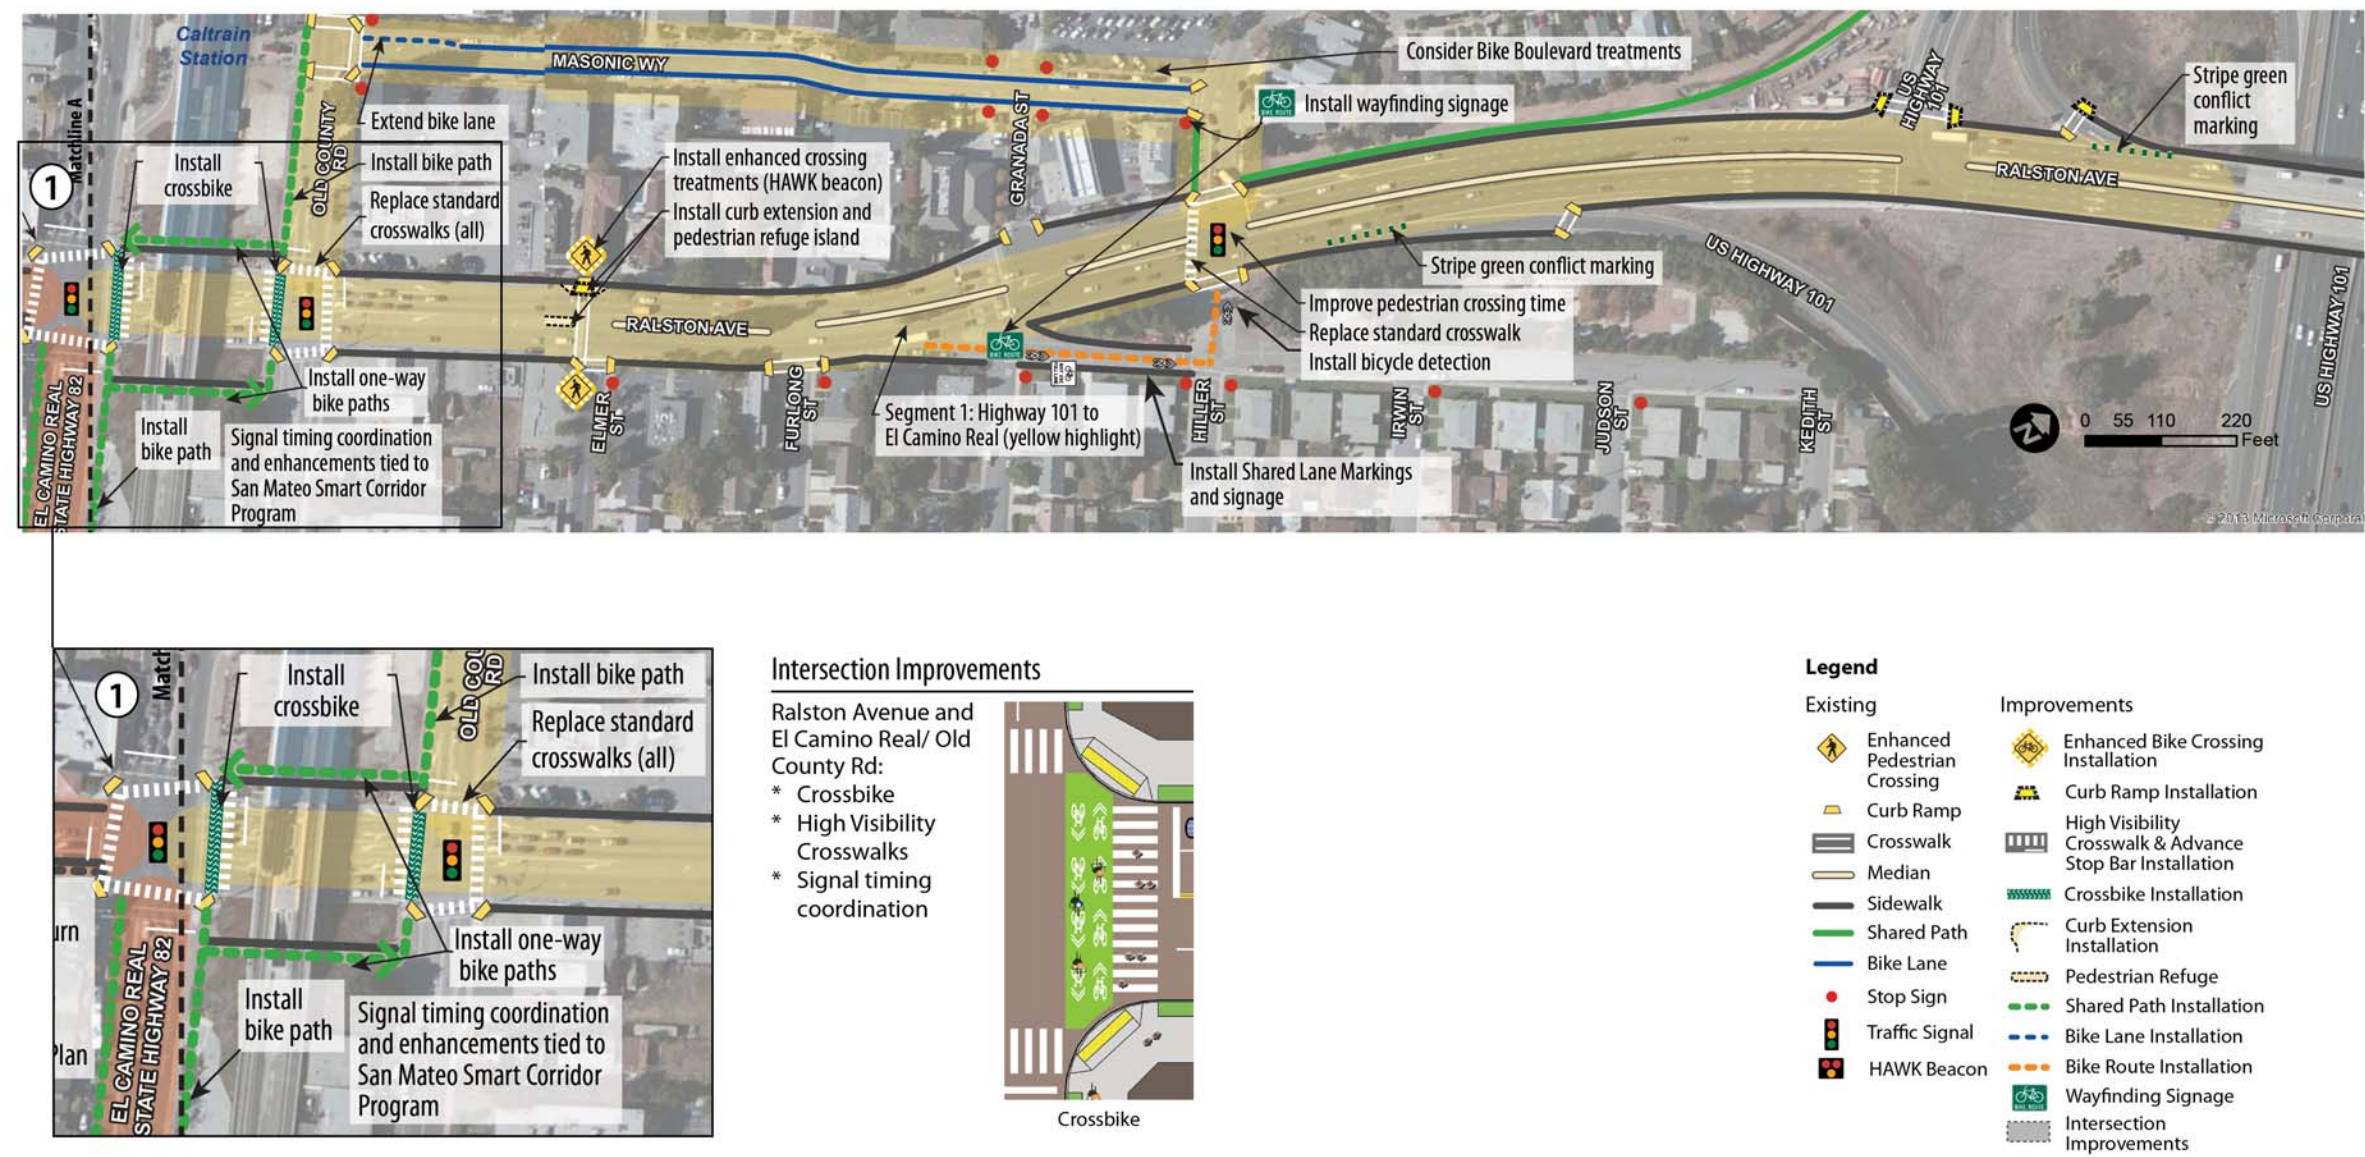 Caltrain
Station
Matchline A
1
Install
crossbike
OLD COUNTY
RD
MASONIC WY
Extend bike lane
Install bike path
Replace standard
crosswalks (all)
Install enhanced crossing
treatments (HAWK beacon)
Install curb extension and
pedestrian refuge island
GRANADA ST
Consider Bike Boulevard treatments
BIKE ROUTE
Install wayfinding signage
US
HIGHWAY
101
Stripe green
conflict
marking
RALSTON AVE
Stripe green conflict marking
US HIGHWAY 101
Improve pedestrian crossing time
Replace standard crosswalk
Install bicycle detection
US HIGHWAY 101
RALSTON AVE
BIKE ROUTE
Install one-way
bike paths
EL CAMINO REAL
STATE HIGHWAY 82
Install
bike path
Signal timing coordination
and enhancements tied to
San Mateo Smart Corridor
Program
ELMER
ST
FURLONG
ST
Segment 1: Highway 101 to
El Camino Real (yellow highlight)
HILLER
ST
Install Shared Lane Markings
and signage
IRWIN
ST
JUDSON
ST
KEDITH
ST
N
0 55 110 220
Feet
© 2013 Microsoft Corporat
1
Match
Install
crossbike
OLD COU
RD
Install bike path
Replace standard
crosswalks (all)
urn
Plan
EL CAMINO REAL
STATE HIGHWAY 82
Install
bike path
Install one-way
bike paths
Signal timing coordination
and enhancements tied to
San Mateo Smart Corridor
Program
Intersection Improvements
Ralston Avenue and
El Camino Real/ Old
County Rd:
* Crossbike
* High Visibility
Crosswalks
* Signal timing
coordination
Crossbike
Legend
Existing
Enhanced
Pedestrian
Crossing
Curb Ramp
Crosswalk
Median
Sidewalk
Shared Path
Bike Lane
Stop Sign
Traffic Signal
HAWK Beacon
Improvements
Enhanced Bike Crossing
Installation
Curb Ramp Installation
High Visibility
Crosswalk & Advance
Stop Bar Installation
Crossbike Installation
Curb Extension
Installation
Pedestrian Refuge
Shared Path Installation
Bike Lane Installation
Bike Route Installation
BIKE ROUTE
Wayfinding Signage
Intersection
Improvements